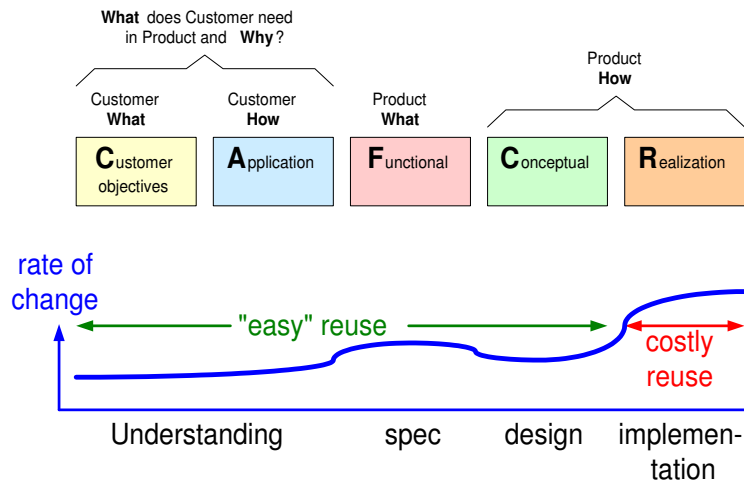 What does Customer need
in Product and Why?
Product
How
Customer
What
Customer
How
Product
What
Customer
objectives
Application
Functional
Conceptual
Realization
rate of
change
"easy" reuse
costly
reuse
Understanding
spec
design
implemen-
tation